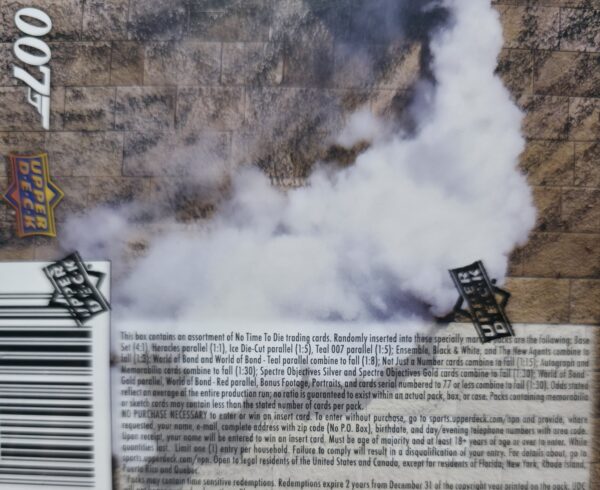 007
UPPER
D·E·C·K
UPPER
DECK
UPPER
DECK
This box contains an assortment of No Time To Die trading cards. Randomly inserted into these specially mar packs are the following: Base
Set (4:1), Heracles parallel (1:1), Ice Die-Cut parallel (1:5), Teal 007 parallel (1:5); Ensemble, Black & White, and The New Agents combine to
fall (1:8); World of Bond and World of Bond - Teal parallel combine to fall (1:8); Not Just a Number cards fall (1:15); Autograph and
Memorabilia cards combine to fall (1:30); Spectre Objectives Silver and Spectre Objectives Gold cards combine to fall (1:30); World of Bond -
Gold parallel, World of Bond - Red parallel, Bonus Footage, Portraits, and cards serial numbered to 77 or less combine to fall (1:30). Odds stated
reflect an average of the entire production run; no ratio is guaranteed to exist within an actual pack, box, or case. Packs containing memorabilia
or sketch cards may contain less than the stated number of cards per pack.
NO PURCHASE NECESSARY to enter or win an insert card. To enter without purchase, go to sports.upperdeck.com/npn and provide, where
requested, your name, e-mail, complete address with zip code (No P.O. Box), birthdate, and day/evening telephone numbers with area code.
Upon receipt, your name will be entered to win an insert card. Must be age of majority and at least 18+ years of age or over to enter. While
quantities last. Limit one (1) entry per household. Failure to comply will result in a disqualification of your entry. For details about, go to
sports.upperdeck.com/npn. Open to legal residents of the United States and Canada, except for residents of Florida, New York, Rhode Island,
Puerto Rico and Quebec.
Packs may contain time sensitive redemptions. Redemptions expire 2 years from December 31 of the copyright year printed on the pack. UDE